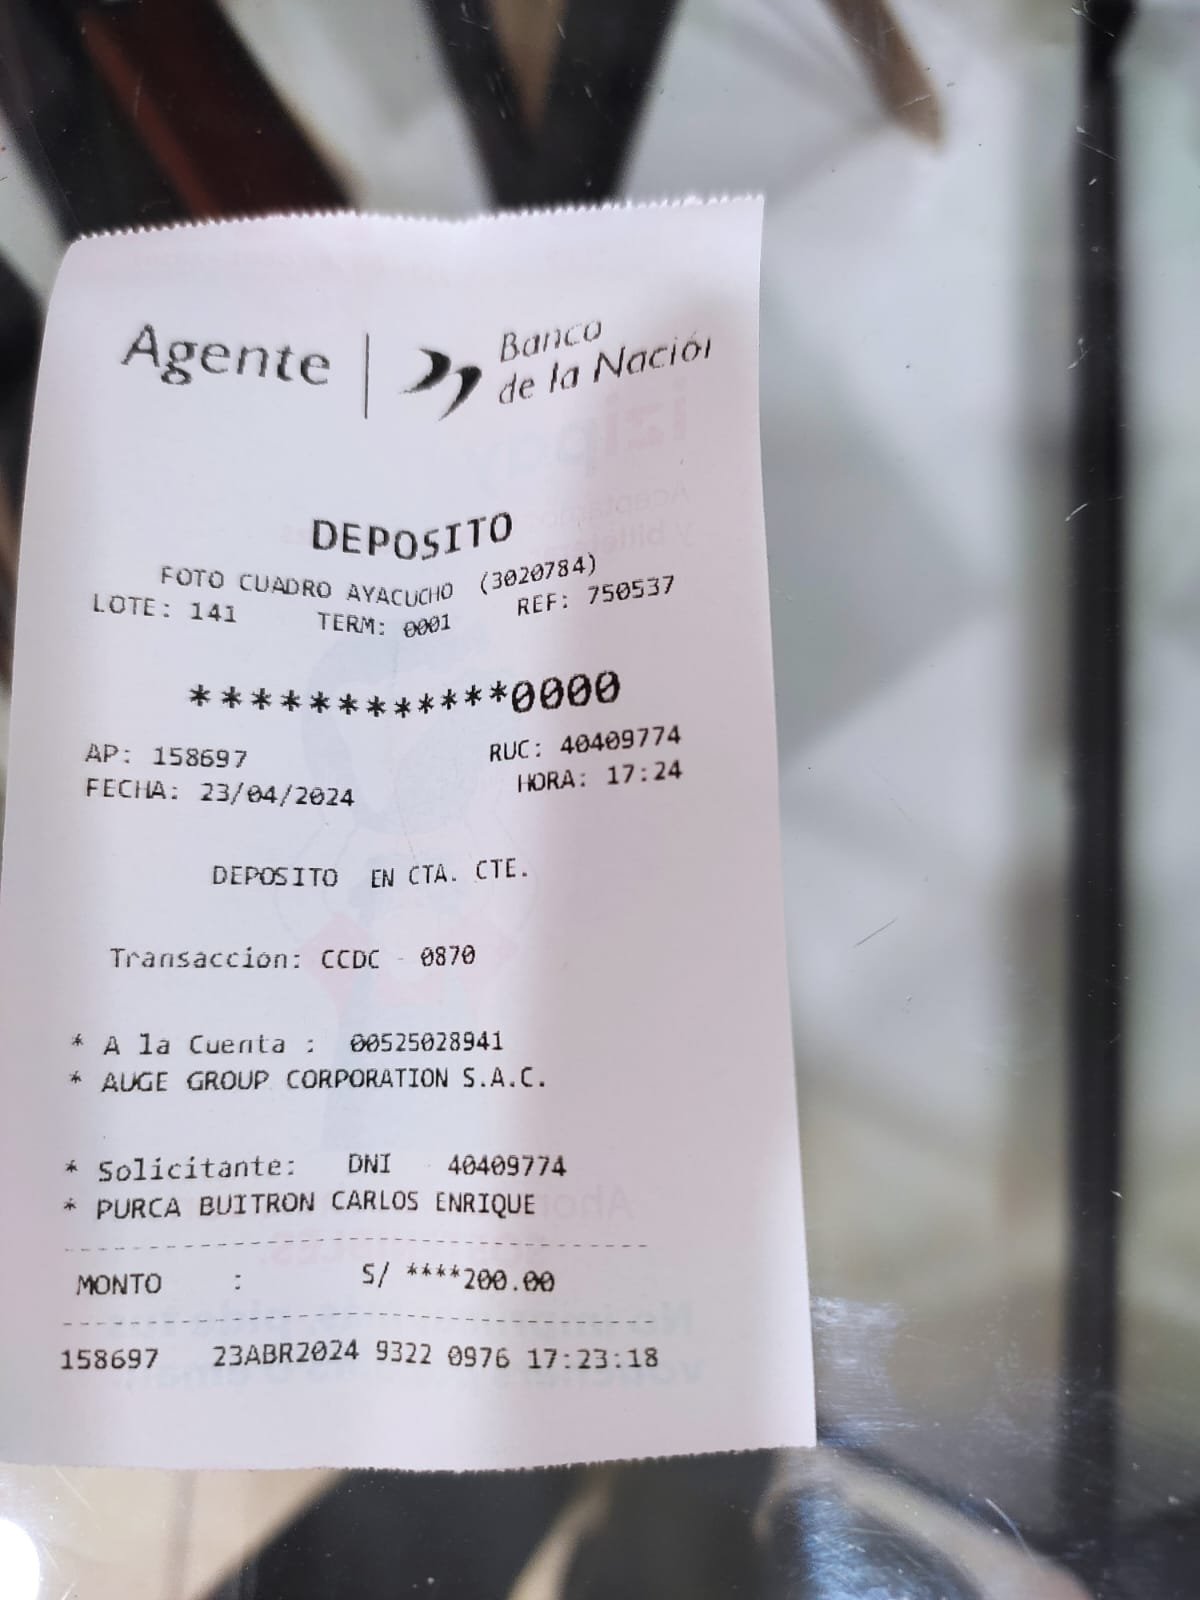 Agente | Banco
de la Nación
DEPOSITO
FOTO CUADRO AYACUCHO (3020784)
LOTE: 141 TERM: 0001 REF: 750537
************0000
AP: 158697 RUC: 40409774
FECHA: 23/04/2024 HORA: 17:24
DEPOSITO EN CTA. CTE.
Transaccion: CCDC - 0870
* A la Cuenta : 00525028941
* AUGE GROUP CORPORATION S.A.C.
* Solicitante: DNI - 40409774
* PURCA BUITRON CARLOS ENRIQUE
MONTO : S/ ****200.00
158697 23ABR2024 9322 0976 17:23:18